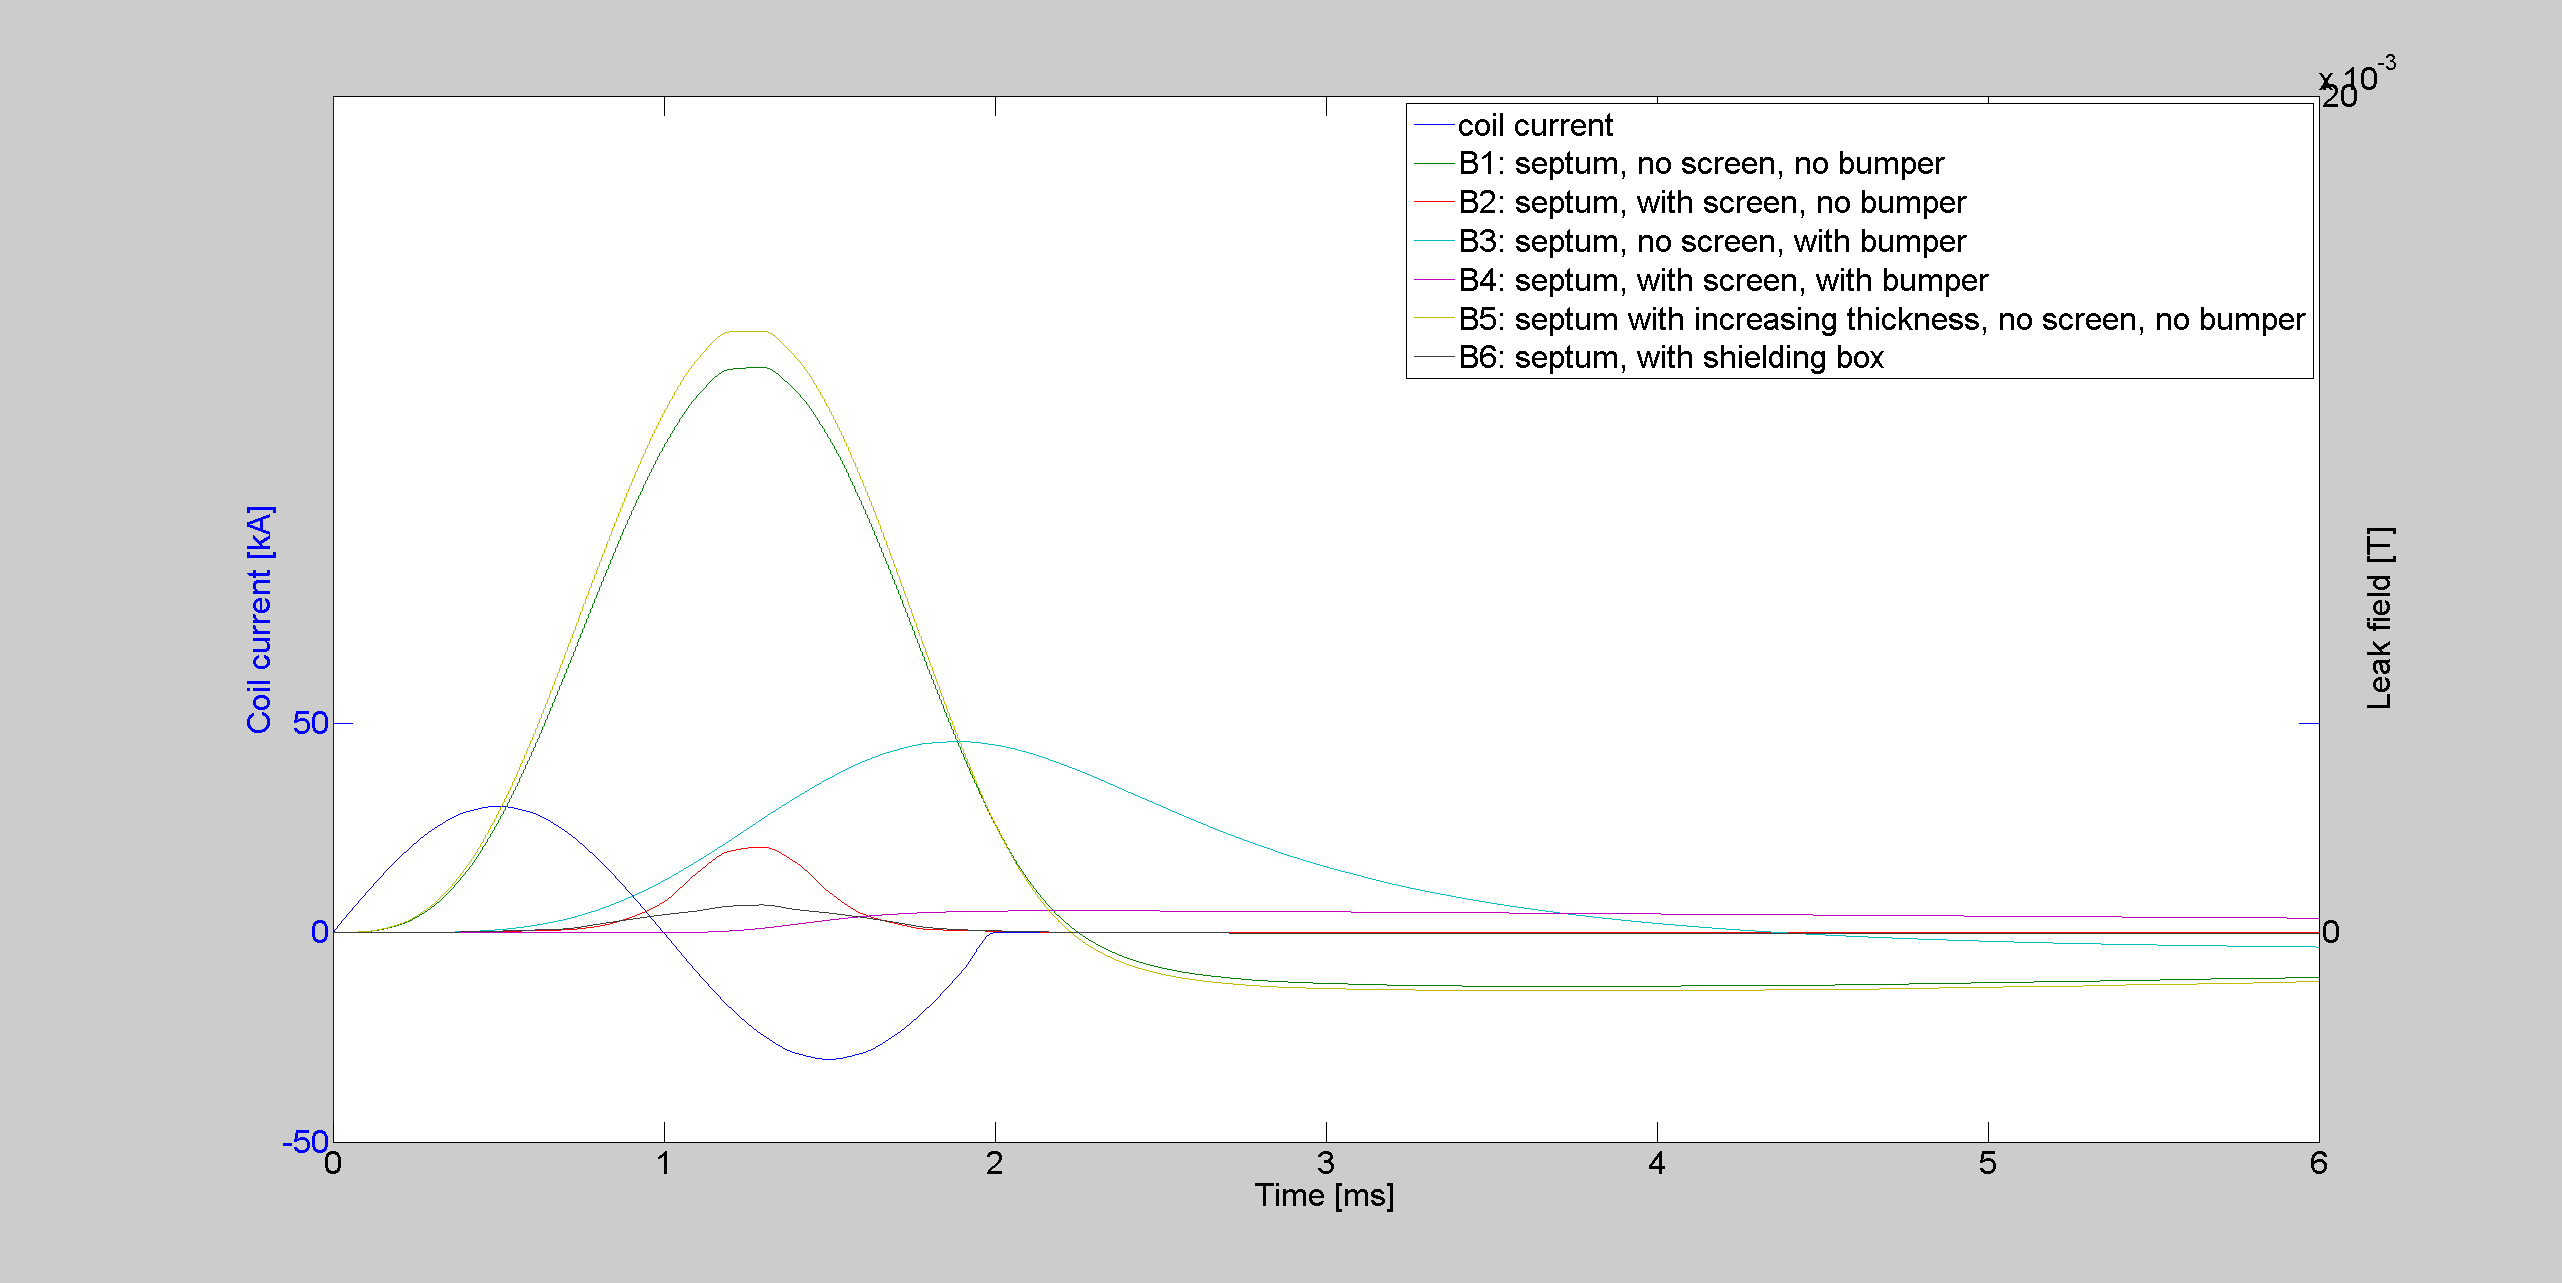 x 10-3
20
coil current
B1: septum, no screen, no bumper
B2: septum, with screen, no bumper
B3: septum, no screen, with bumper
B4: septum, with screen, with bumper
B5: septum with increasing thickness, no screen, no bumper
B6: septum, with shielding box
Coil current [kA]
50
0
-50
Leak field [T]
0
0 1 2 3 4 5 6
Time [ms]